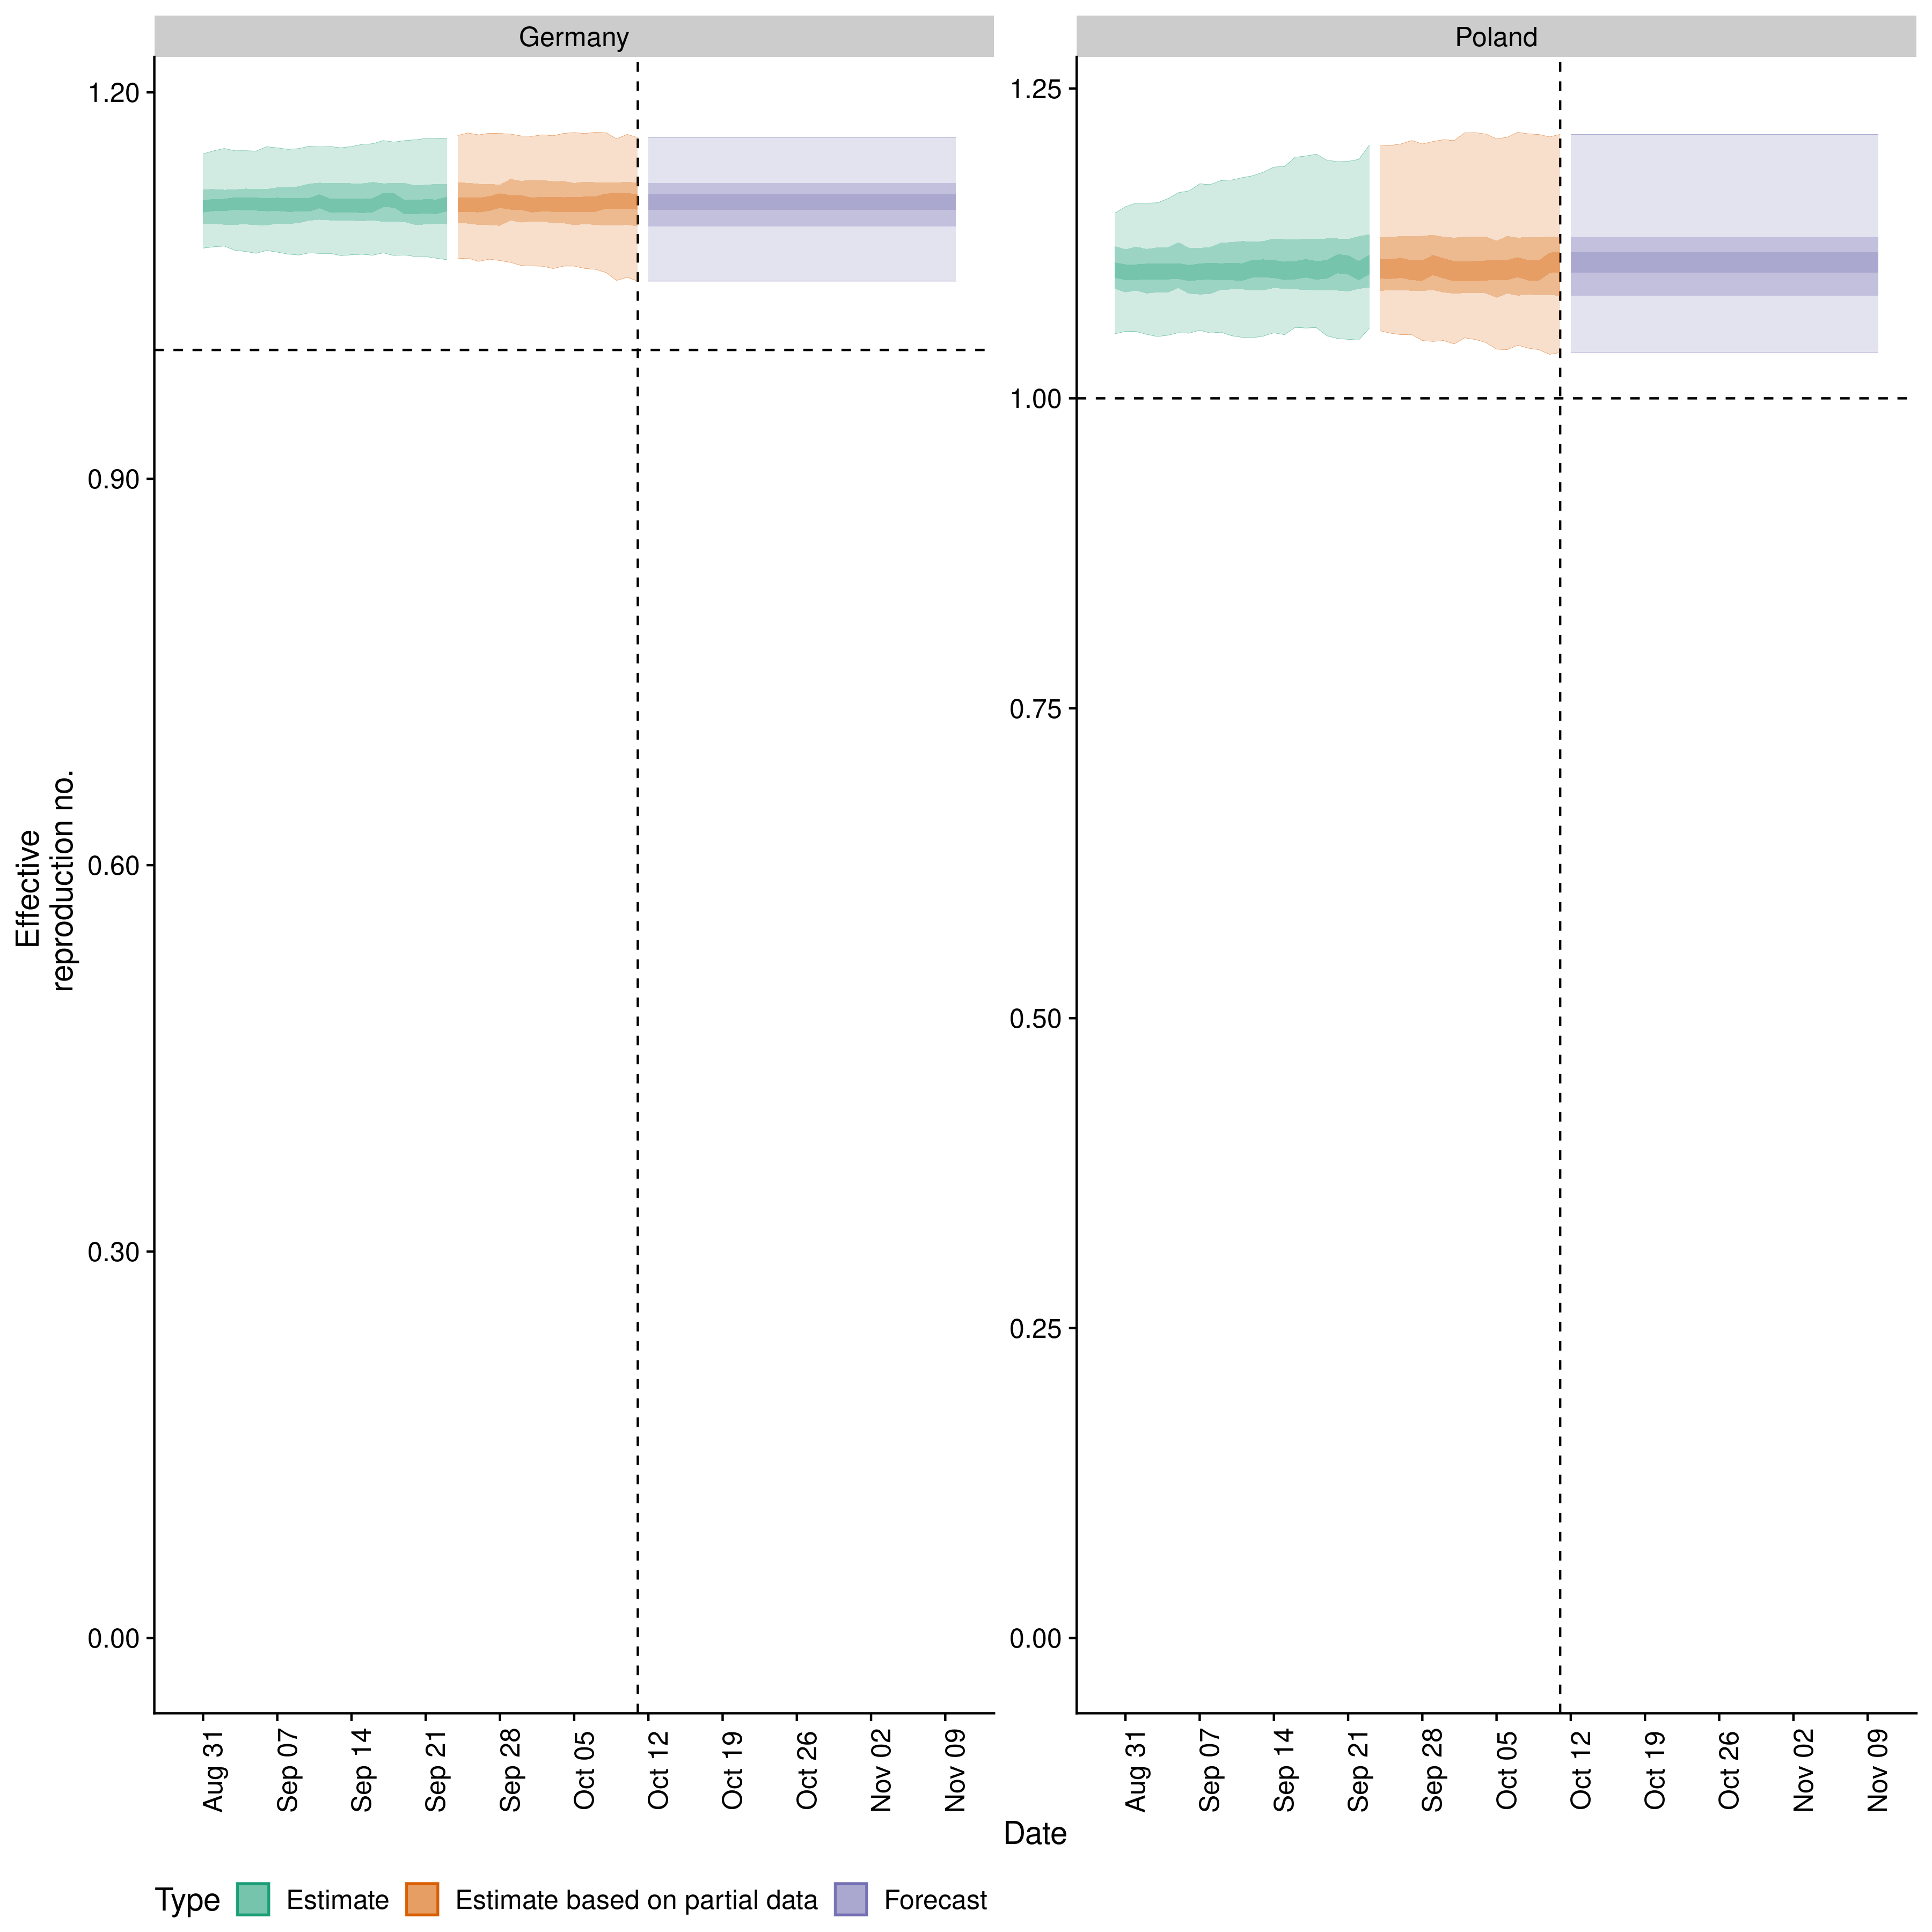 Germany
Poland
1.20
0.90
0.60
0.30
0.00
1.25
1.00
0.75
0.50
0.25
0.00
Effective
reproduction no.
Aug 31
Sep 07
Sep 14
Sep 21
Sep 28
Oct 05
Oct 12
Oct 19
Oct 26
Nov 02
Nov 09
Aug 31
Sep 07
Sep 14
Sep 21
Sep 28
Oct 05
Oct 12
Oct 19
Oct 26
Nov 02
Nov 09
Date
Type Estimate Estimate based on partial data Forecast